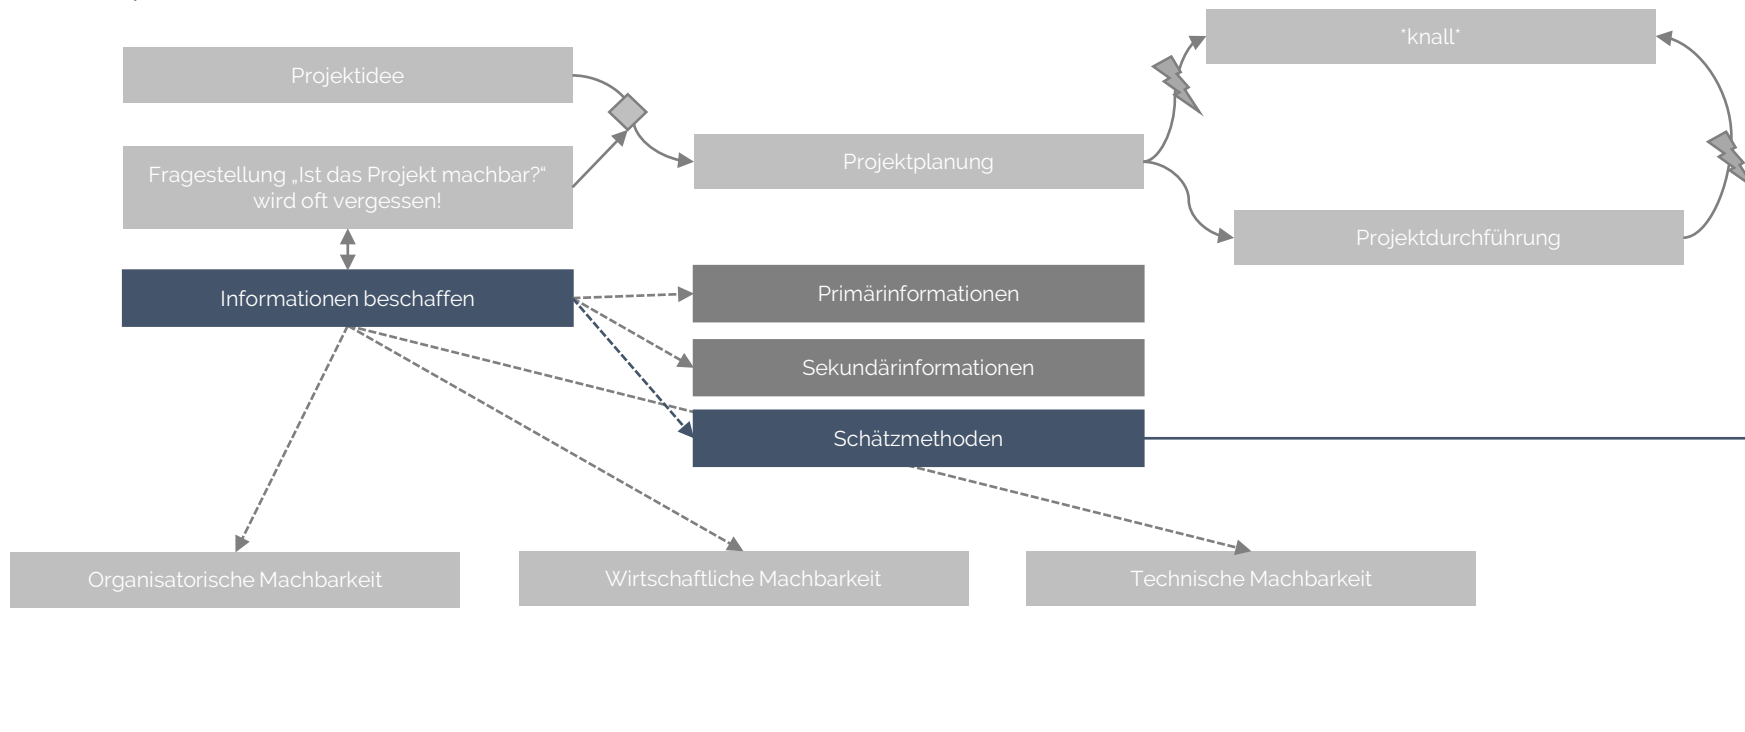 Projektidee
Fragestellung „Ist das Projekt machbar?“
wird oft vergessen!
Informationen beschaffen
Projektplanung
*knall*
Projektdurchführung
Primärinformationen
Sekundärinformationen
Schätzmethoden
Organisatorische Machbarkeit
Wirtschaftliche Machbarkeit
Technische Machbarkeit